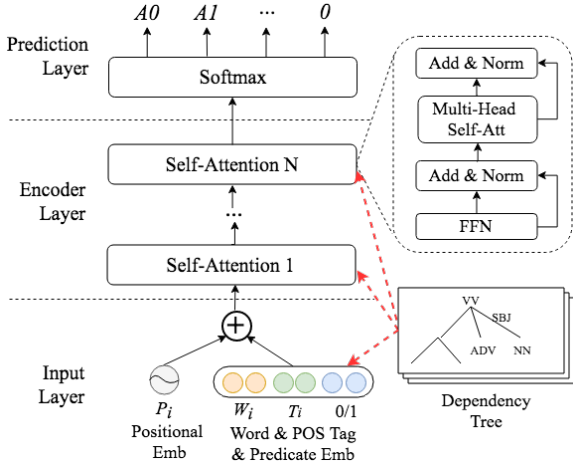 A0 A1 ... 0
Prediction
Layer
Softmax
Add & Norm
Multi-Head
Self-Att
Add & Norm
FFN
Encoder
Layer
Self-Attention N
...
Self-Attention 1
Input
Layer
VV
SBJ
ADV NN
Pi
Wi Ti 0/1
Positional
Emb
Word & POS Tag
& Predicate Emb
Dependency
Tree